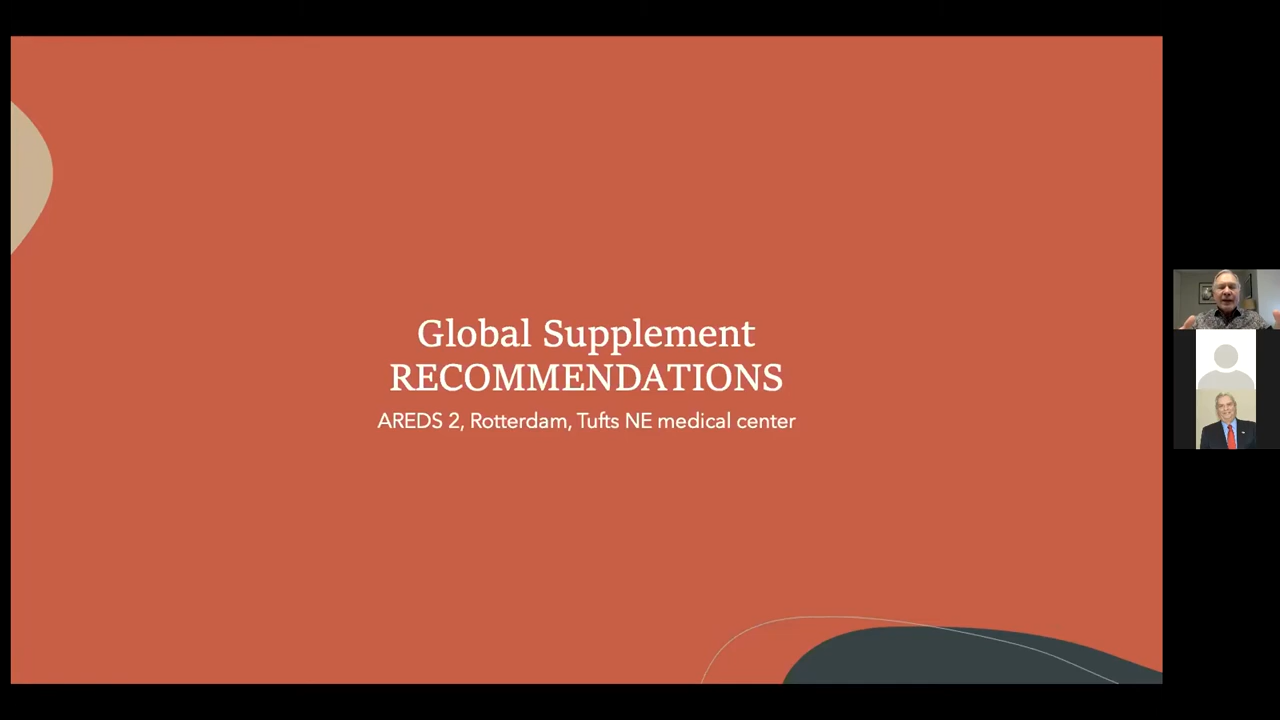 Global Supplement
RECOMMENDATIONS
AREDS 2, Rotterdam, Tufts NE medical center